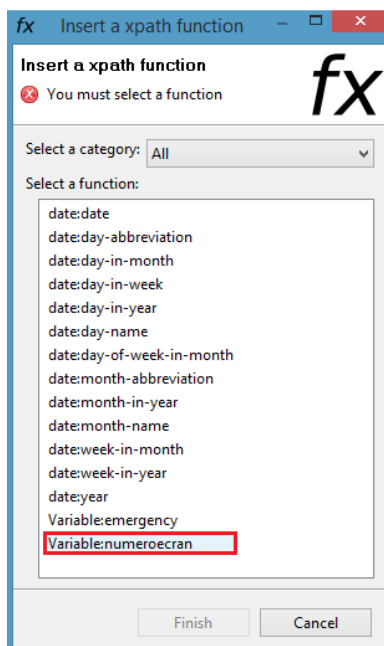 fx Insert a xpath function
Insert a xpath function
You must select a function
fx
Select a category: All
Select a function:
date:date
date:day-abbreviation
date:day-in-month
date:day-in-week
date:day-in-year
date:day-name
date:day-of-week-in-month
date:month-abbreviation
date:month-in-year
date:month-name
date:week-in-month
date:week-in-year
date:year
Variable:emergency
Variable:numeroecran
Finish Cancel